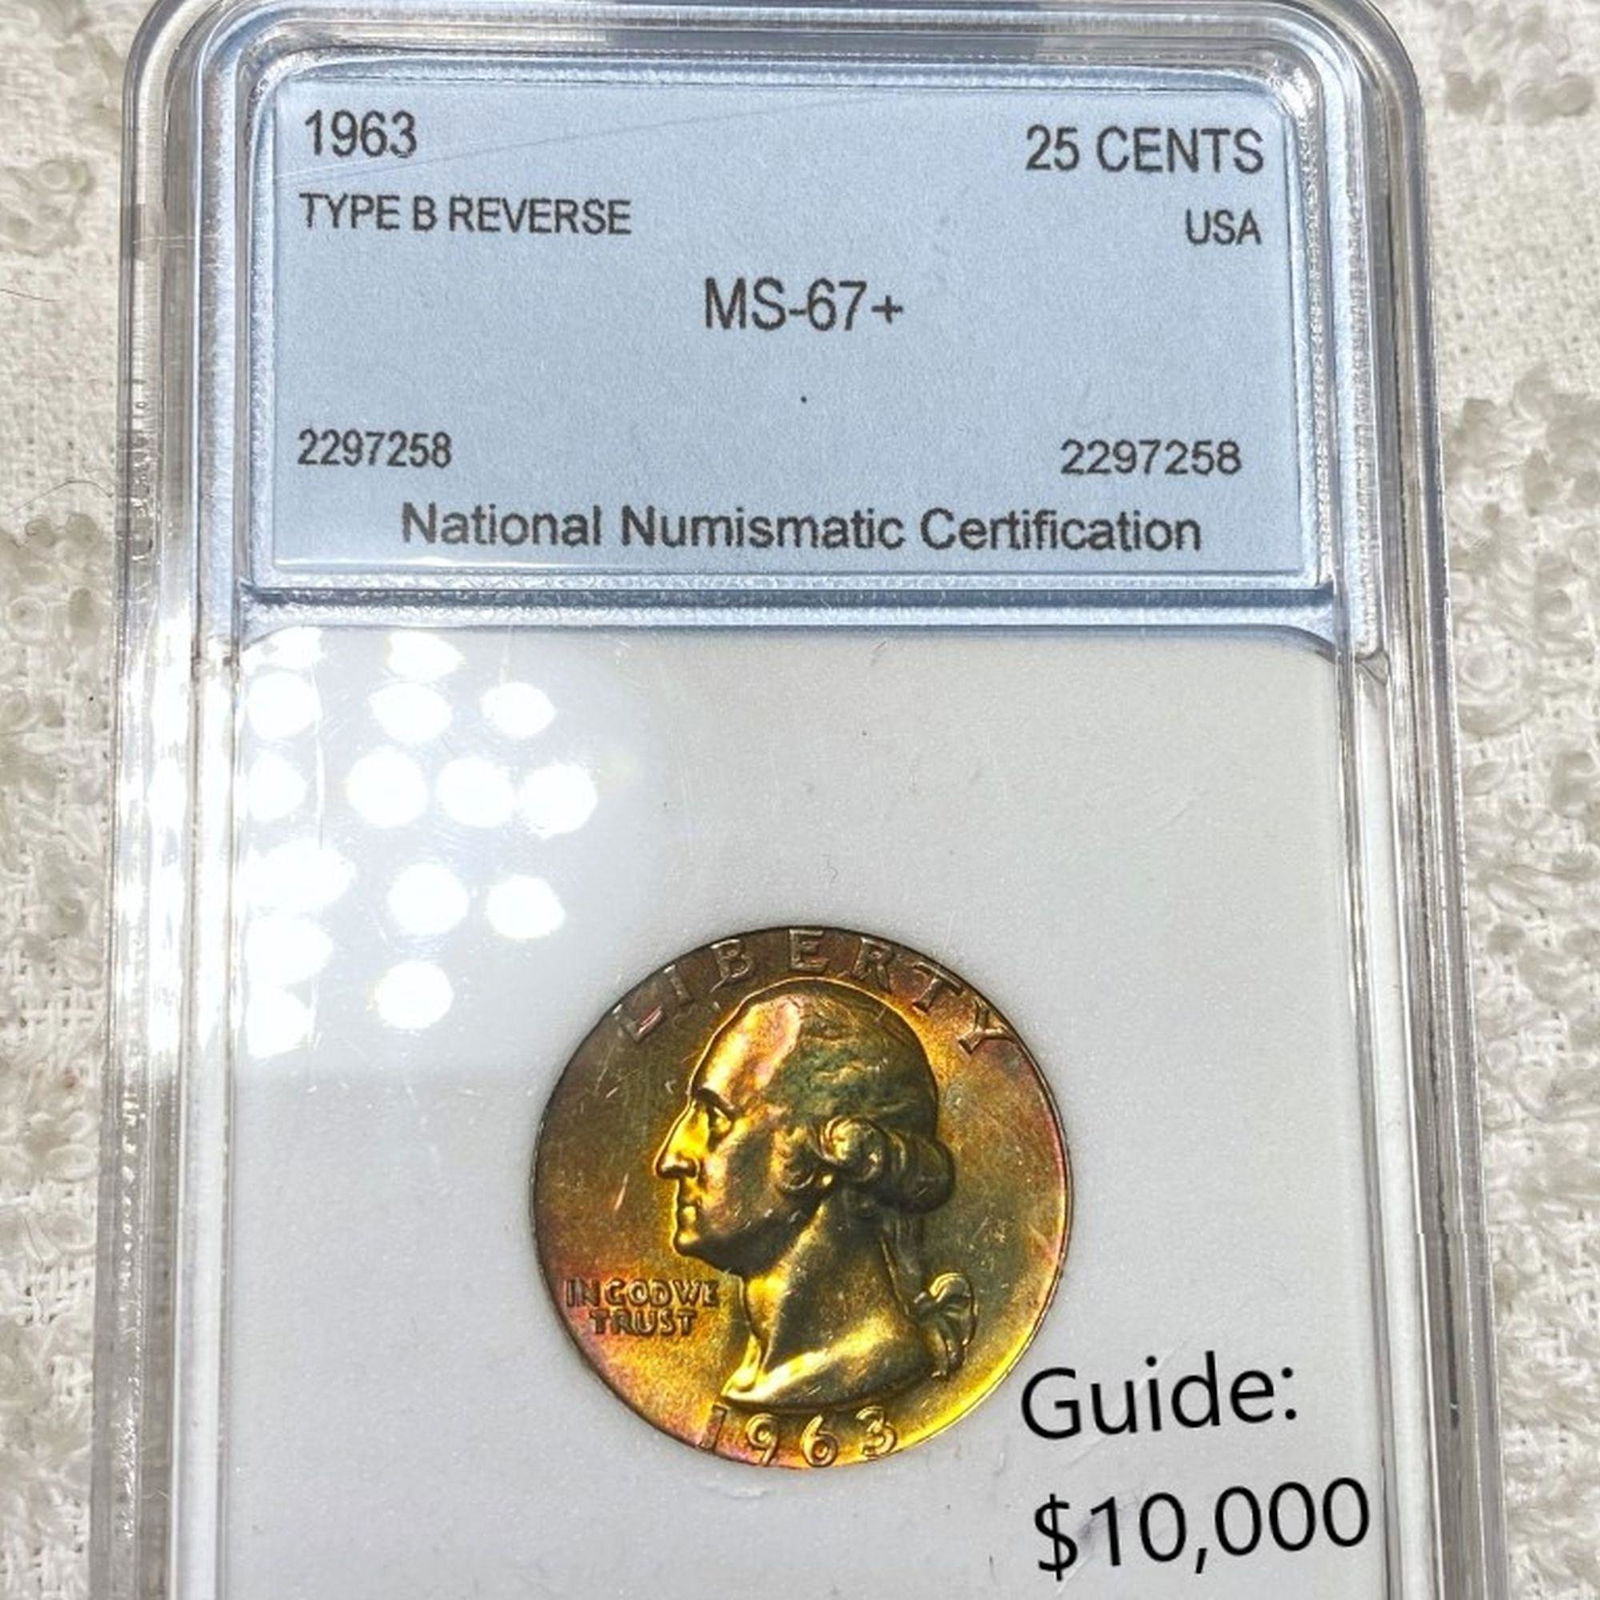 1963
25 CENTS
TYPE B REVERSE
USA
MS-67+
2297258
2297258
National Numismatic Certification
LIBERTY
IN GOD WE
TRUST
1963
Guide:
$10,000